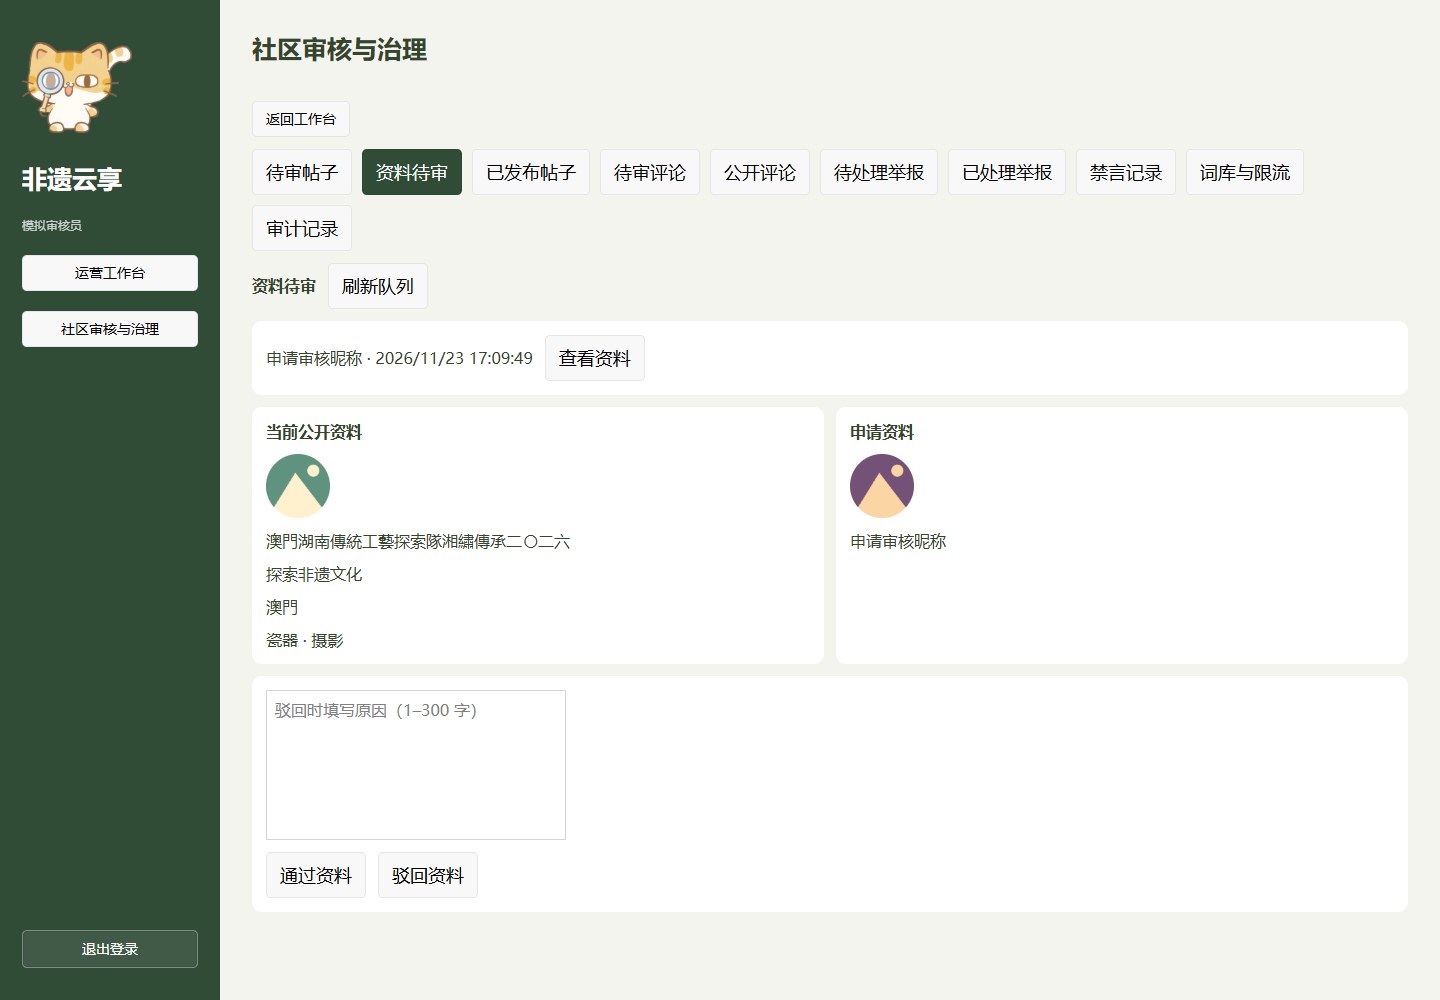 非遗云享
模拟审核员
运营工作台
社区审核与治理
退出登录
社区审核与治理
返回工作台
待审帖子 资料待审 已发布帖子 待审评论 公开评论 待处理举报 已处理举报 禁言记录 词库与限流
审计记录
资料待审 刷新队列
申请审核昵称 · 2026/11/23 17:09:49 查看资料
当前公开资料
澳門湖南傳統工藝探索隊湘繡傳承二〇二六
探索非遗文化
澳門
瓷器 · 摄影
申请资料
申请审核昵称
驳回时填写原因（1–300 字）
通过资料 驳回资料